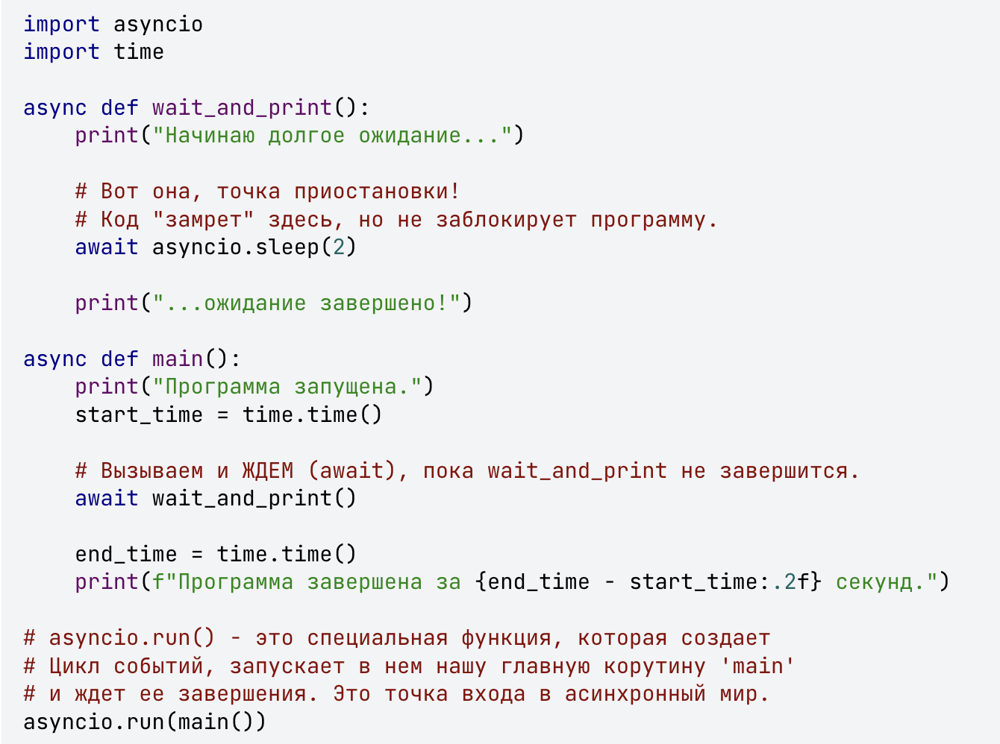 import asyncio
import time
async def wait_and_print():
    print("Начинаю долгое ожидание...")
    # Вот она, точка приостановки!
    # Код "замрет" здесь, но не заблокирует программу.
    await asyncio.sleep(2)
    print("...ожидание завершено!")
async def main():
    print("Программа запущена.")
    start_time = time.time()
    # Вызываем и ЖДЕМ (await), пока wait_and_print не завершится.
    await wait_and_print()
    end_time = time.time()
    print(f"Программа завершена за {end_time - start_time:.2f} секунд.")
# asyncio.run() - это специальная функция, которая создает
# Цикл событий, запускает в нем нашу главную корутину 'main'
# и ждет ее завершения. Это точка входа в асинхронный мир.
asyncio.run(main())